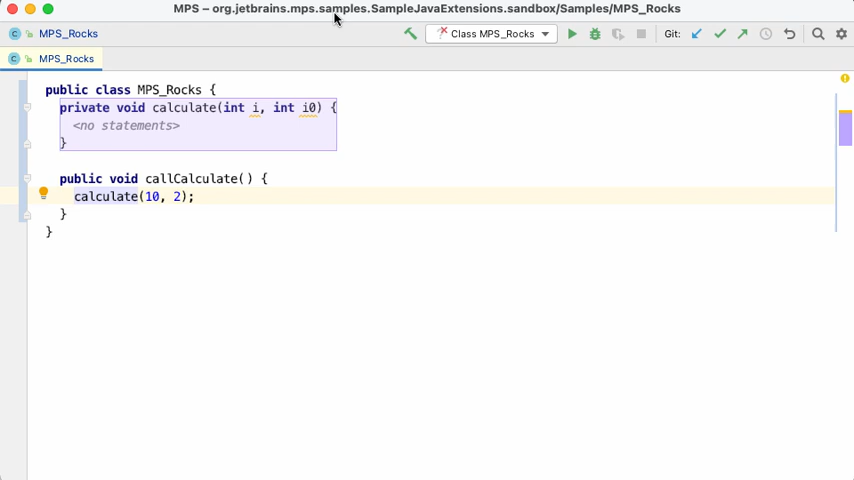 MPS – org.jetbrains.mps.samples.SampleJavaExtensions.sandbox/Samples/MPS_Rocks
C MPS_Rocks
Class MPS_Rocks
Git:
C MPS_Rocks
public class MPS_Rocks {
private void calculate(int i, int i0) {
<no statements>
}
public void callCalculate() {
calculate(10, 2);
}
}